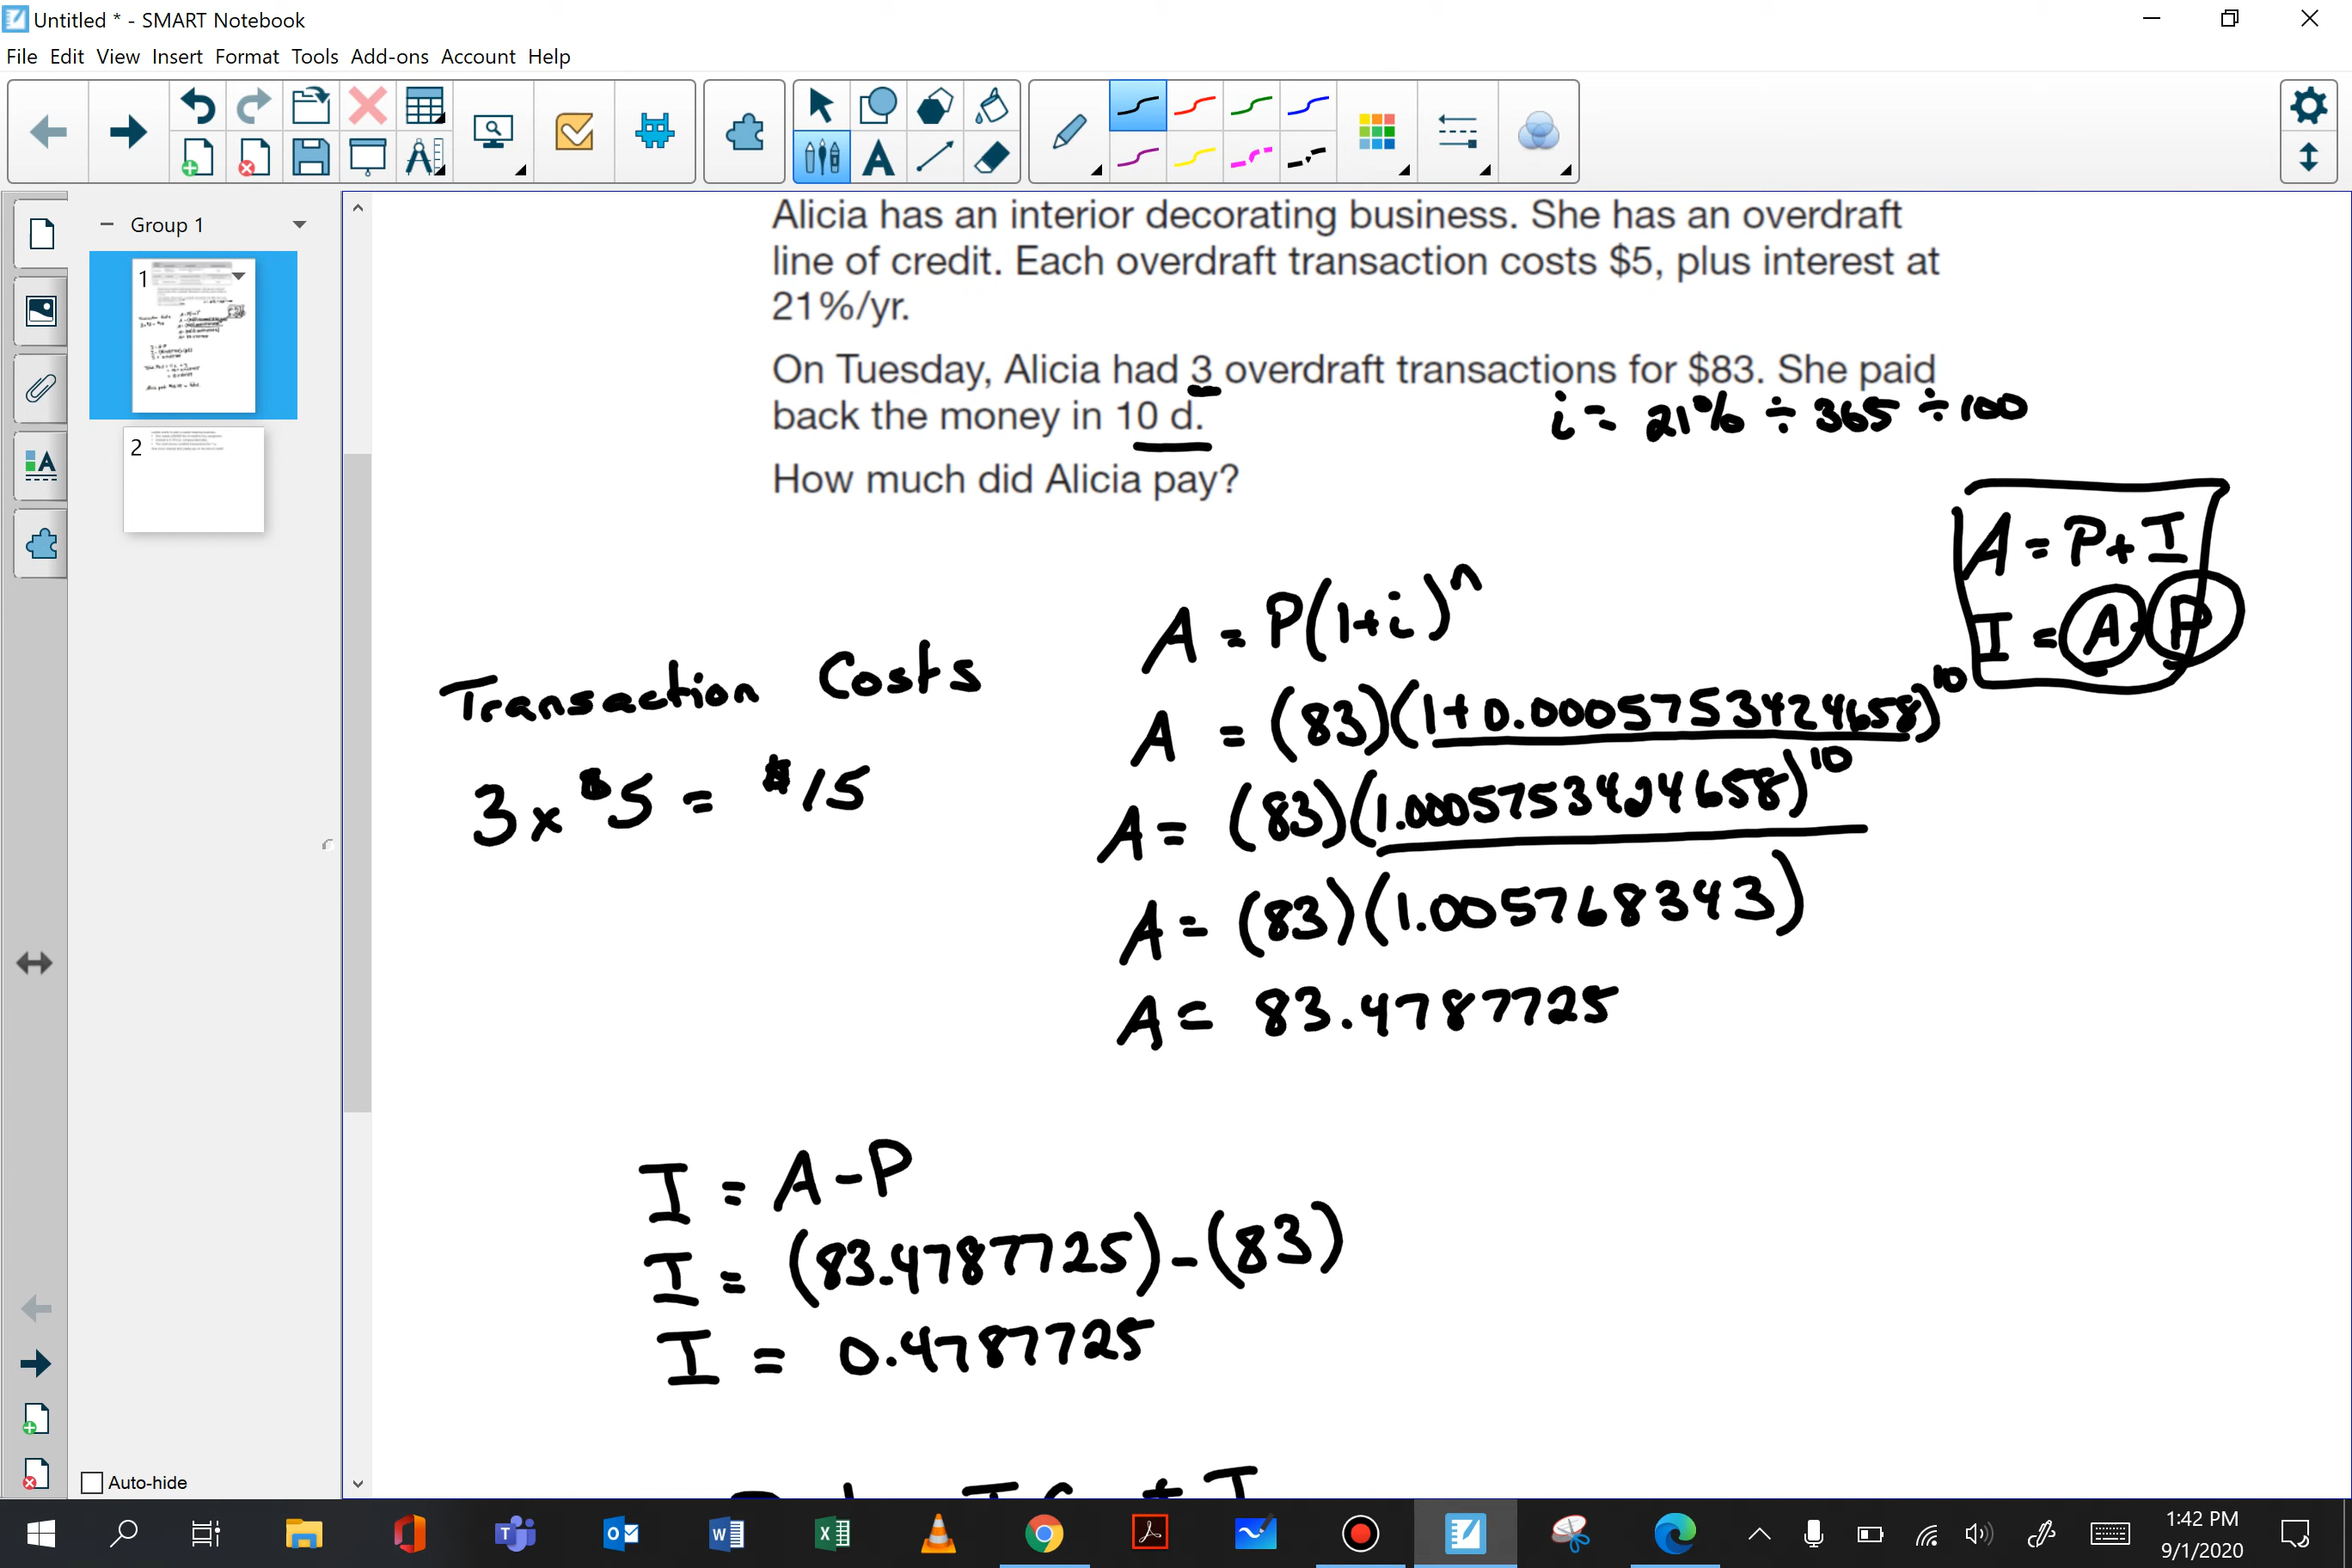 Untitled * - SMART Notebook
File Edit View Insert Format Tools Add-ons Account Help
Group 1
1
2
Alicia has an interior decorating business. She has an overdraft
line of credit. Each overdraft transaction costs $5, plus interest at
21%/yr.
On Tuesday, Alicia had 3 overdraft transactions for $83. She paid
back the money in 10 d.
i = 21% ÷ 365 ÷ 100
How much did Alicia pay?
A = P + I
I = A - P
A = P(1+i)^n
Transaction Costs
3 x $5 = $15
A = (83)(1+0.0005753424658)^10
A = (83)(1.0005753424658)^10
A = (83)(1.005768343)
A = 83.4787725
I = A - P
I = (83.4787725) - (83)
I = 0.4787725
Auto-hide
1:42 PM
9/1/2020